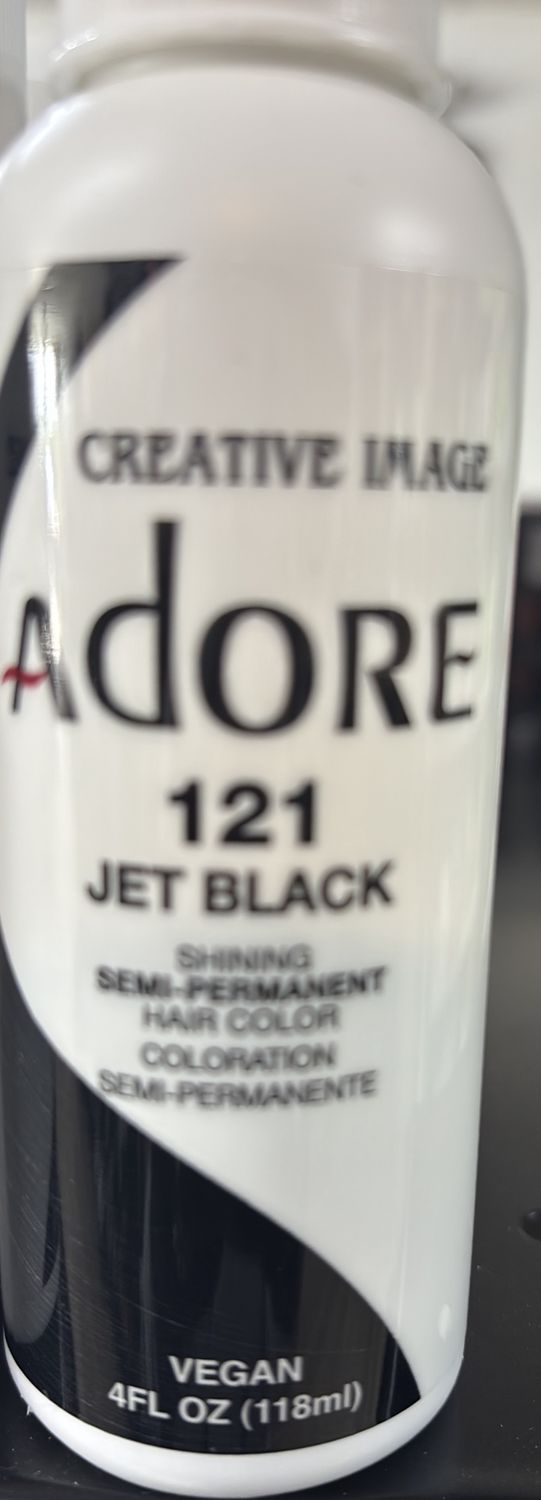 CREATIVE IMAGE
AdORE
121
JET BLACK
SHINING
SEMI-PERMANENT
HAIR COLOR
COLORATION
SEMI-PERMANENTE
VEGAN
4FL OZ (118ml)